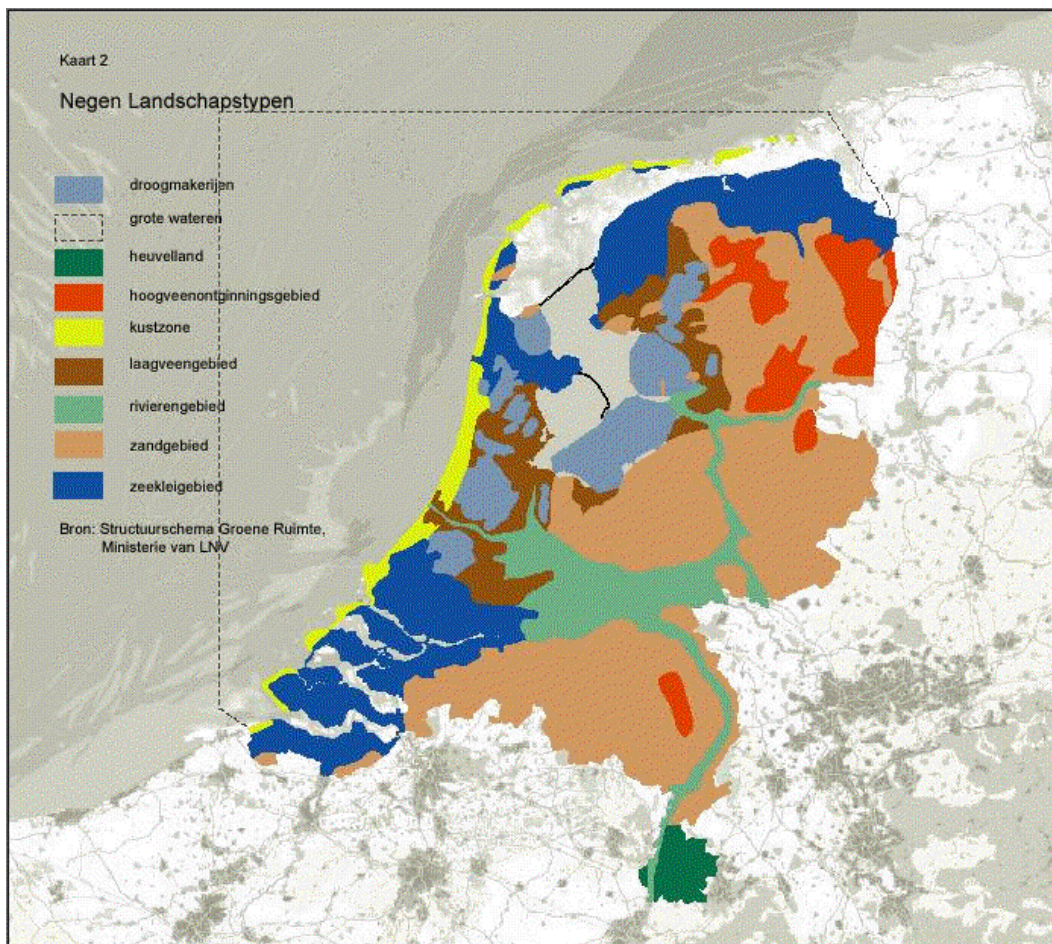 Kaart 2
Negen Landschapstypen
droogmakerijen
grote wateren
heuvelland
hoogveenontginningsgebied
kustzone
laagveengebied
rivierengebied
zandgebied
zeekleigebied
Bron: Structuurschema Groene Ruimte,
Ministerie van LNV